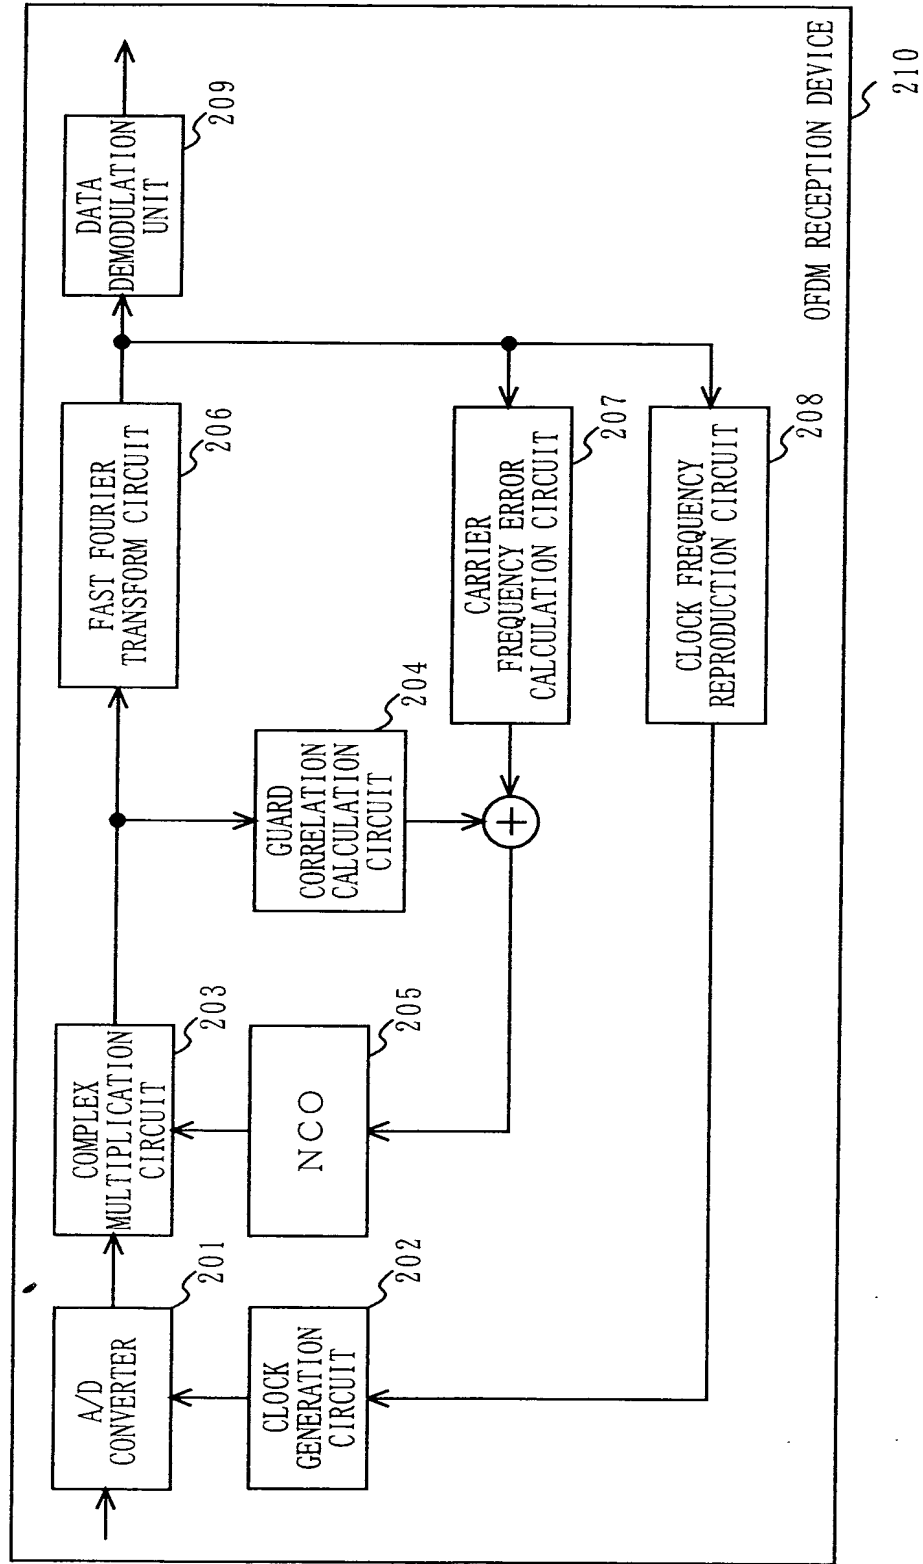 A/D
CONVERTER
201
COMPLEX
MULTIPLICATION
CIRCUIT
203
FAST FOURIER
TRANSFORM CIRCUIT
206
DATA
DEMODULATION
UNIT
209
CLOCK
GENERATION
CIRCUIT
202
NCO
205
GUARD
CORRELATION
CALCULATION
CIRCUIT
204
+
CARRIER
FREQUENCY ERROR
CALCULATION CIRCUIT
207
CLOCK FREQUENCY
REPRODUCTION CIRCUIT
208
OFDM RECEPTION DEVICE
210